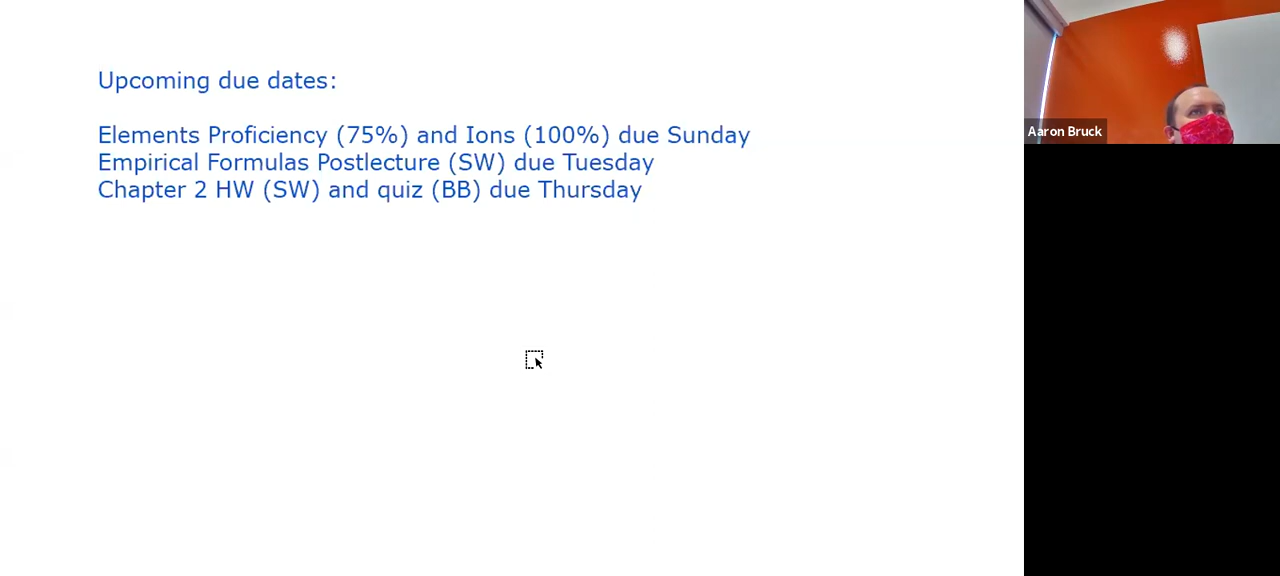 Upcoming due dates:
Elements Proficiency (75%) and Ions (100%) due Sunday
Empirical Formulas Postlecture (SW) due Tuesday
Chapter 2 HW (SW) and quiz (BB) due Thursday
Aaron Bruck